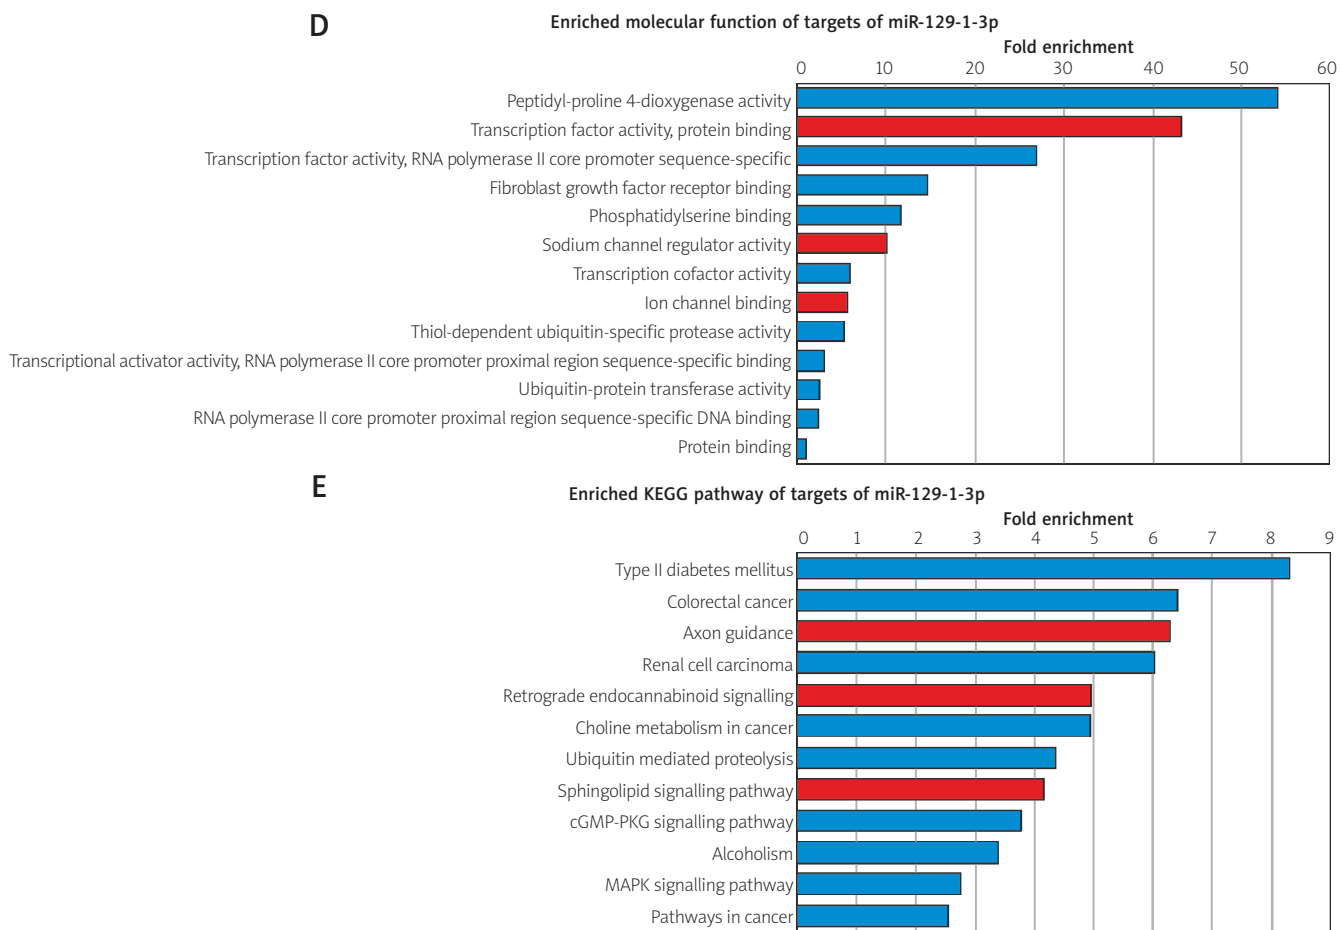 D
Enriched molecular function of targets of miR-129-1-3p
Fold enrichment
0 10 20 30 40 50 60
Peptidyl-proline 4-dioxygenase activity
Transcription factor activity, protein binding
Transcription factor activity, RNA polymerase II core promoter sequence-specific
Fibroblast growth factor receptor binding
Phosphatidylserine binding
Sodium channel regulator activity
Transcription cofactor activity
Ion channel binding
Thiol-dependent ubiquitin-specific protease activity
Transcriptional activator activity, RNA polymerase II core promoter proximal region sequence-specific binding
Ubiquitin-protein transferase activity
RNA polymerase II core promoter proximal region sequence-specific DNA binding
Protein binding
E
Enriched KEGG pathway of targets of miR-129-1-3p
Fold enrichment
0 1 2 3 4 5 6 7 8 9
Type II diabetes mellitus
Colorectal cancer
Axon guidance
Renal cell carcinoma
Retrograde endocannabinoid signalling
Choline metabolism in cancer
Ubiquitin mediated proteolysis
Sphingolipid signalling pathway
cGMP-PKG signalling pathway
Alcoholism
MAPK signalling pathway
Pathways in cancer